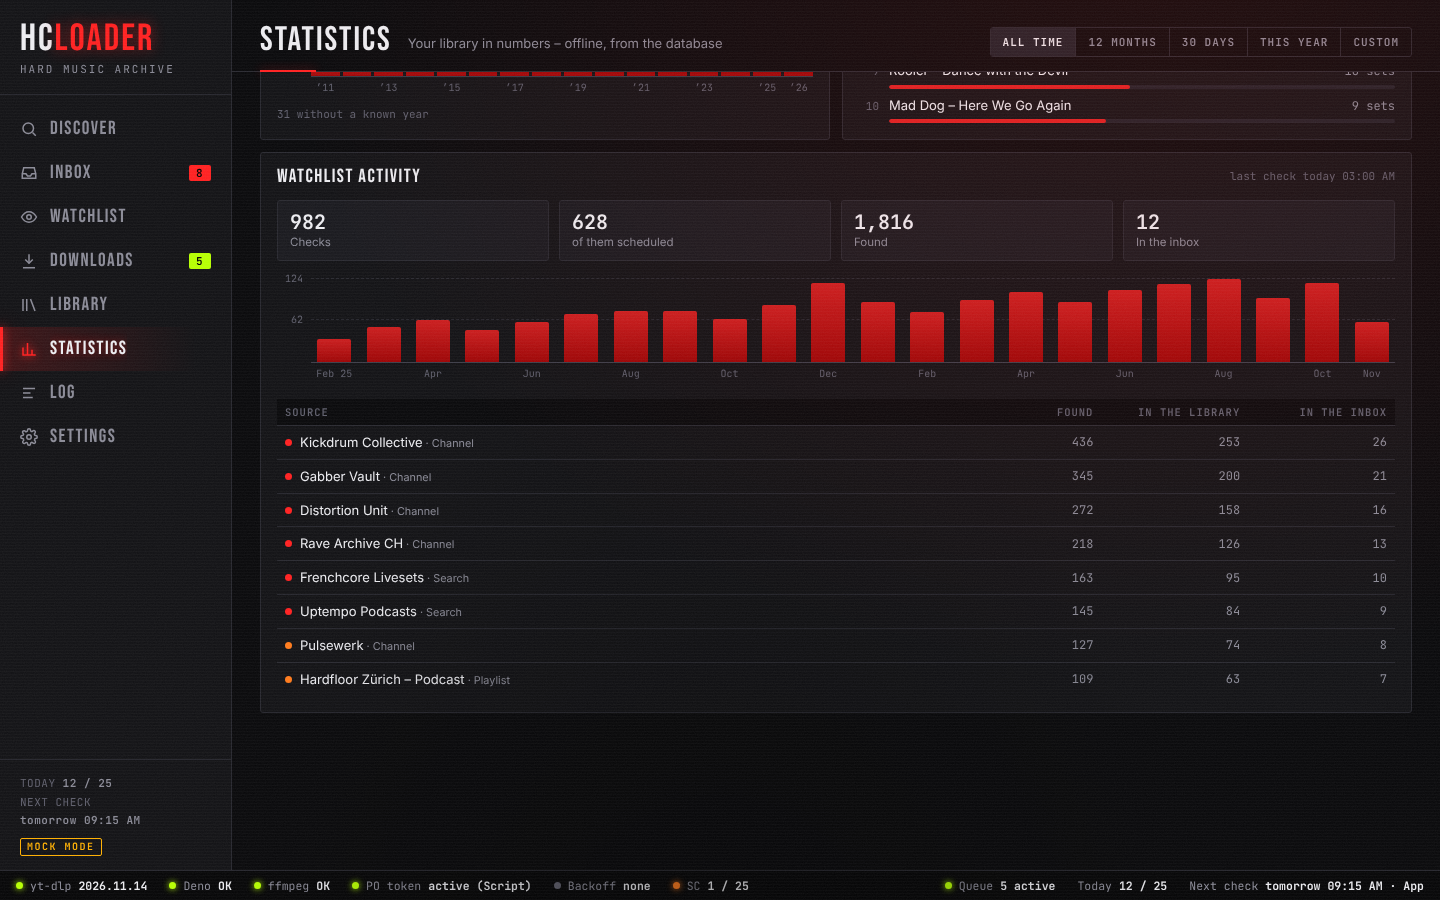 HCLOADER
HARD MUSIC ARCHIVE
DISCOVER
INBOX 8
WATCHLIST
DOWNLOADS 5
LIBRARY
STATISTICS
LOG
SETTINGS
TODAY 12 / 25
NEXT CHECK
tomorrow 09:15 AM
MOCK MODE
STATISTICS Your library in numbers – offline, from the database
ALL TIME 12 MONTHS 30 DAYS THIS YEAR CUSTOM
'11 '13 '15 '17 '19 '21 '23 '25 '26
31 without a known year
Dance with the Devil
10 Mad Dog – Here We Go Again 9 sets
WATCHLIST ACTIVITY last check today 03:00 AM
982 628 1,816 12
Checks of them scheduled Found In the inbox
124
62
Feb 25 Apr Jun Aug Oct Dec Feb Apr Jun Aug Oct Nov
SOURCE FOUND IN THE LIBRARY IN THE INBOX
Kickdrum Collective · Channel 436 253 26
Gabber Vault · Channel 345 200 21
Distortion Unit · Channel 272 158 16
Rave Archive CH · Channel 218 126 13
Frenchcore Livesets · Search 163 95 10
Uptempo Podcasts · Search 145 84 9
Pulsewerk · Channel 127 74 8
Hardfloor Zürich – Podcast · Playlist 109 63 7
yt-dlp 2026.11.14 Deno OK ffmpeg OK PO token active (Script) Backoff none SC 1 / 25 Queue 5 active Today 12 / 25 Next check tomorrow 09:15 AM · App